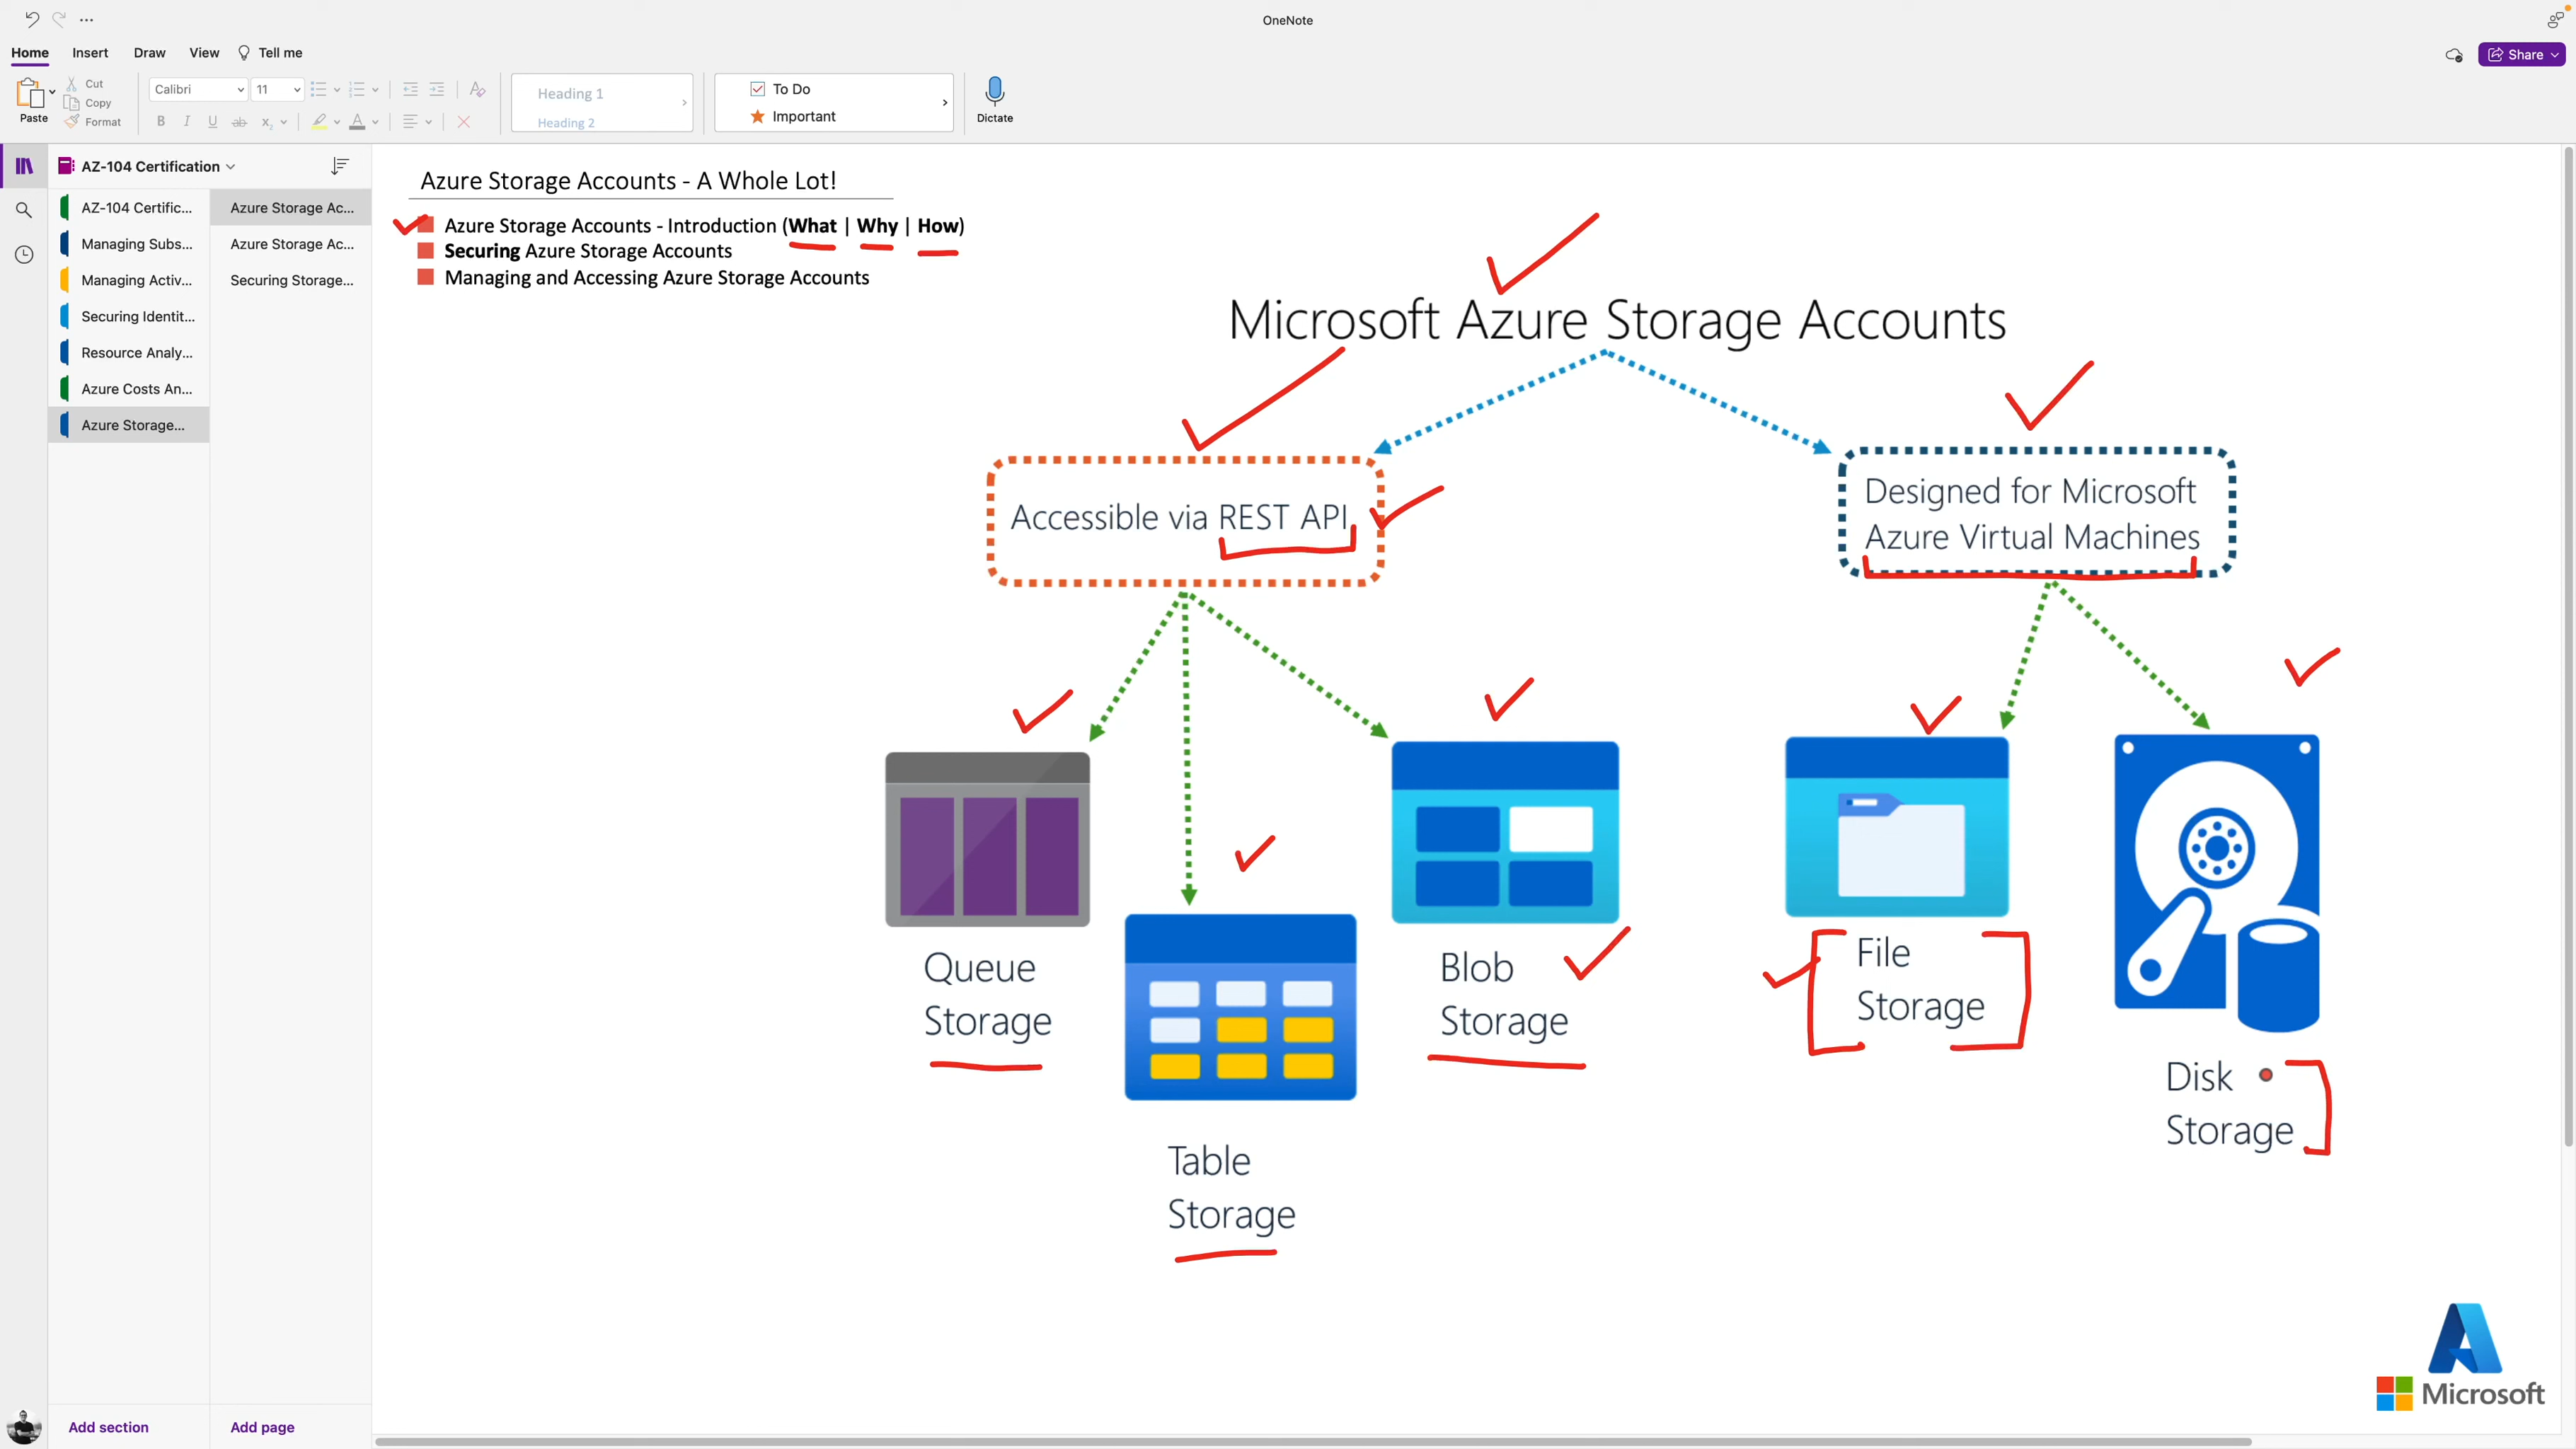 OneNote
Home Insert Draw View Tell me
Share
Paste
Cut
Copy
Format
Calibri 11
B I U ab x₂ A
Heading 1
Heading 2
To Do
Important
Dictate
AZ-104 Certification
AZ-104 Certific...
Managing Subs...
Managing Activ...
Securing Identit...
Resource Analy...
Azure Costs An...
Azure Storage...
Azure Storage Ac...
Azure Storage Ac...
Securing Storage...
Add section
Add page
Azure Storage Accounts - A Whole Lot!
Azure Storage Accounts - Introduction (What | Why | How)
Securing Azure Storage Accounts
Managing and Accessing Azure Storage Accounts
Microsoft Azure Storage Accounts
Accessible via REST API
Designed for Microsoft
Azure Virtual Machines
Queue
Storage
Table
Storage
Blob
Storage
File
Storage
Disk
Storage
Microsoft